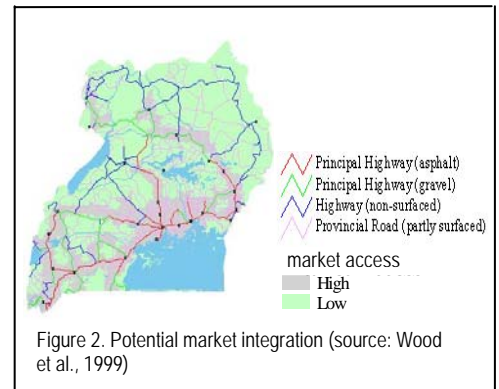 Principal Highway (asphalt)
Principal Highway (gravel)
Highway (non-surfaced)
Provincial Road (partly surfaced)
market access
High
Low
Figure 2. Potential market integration (source: Wood
et al., 1999)